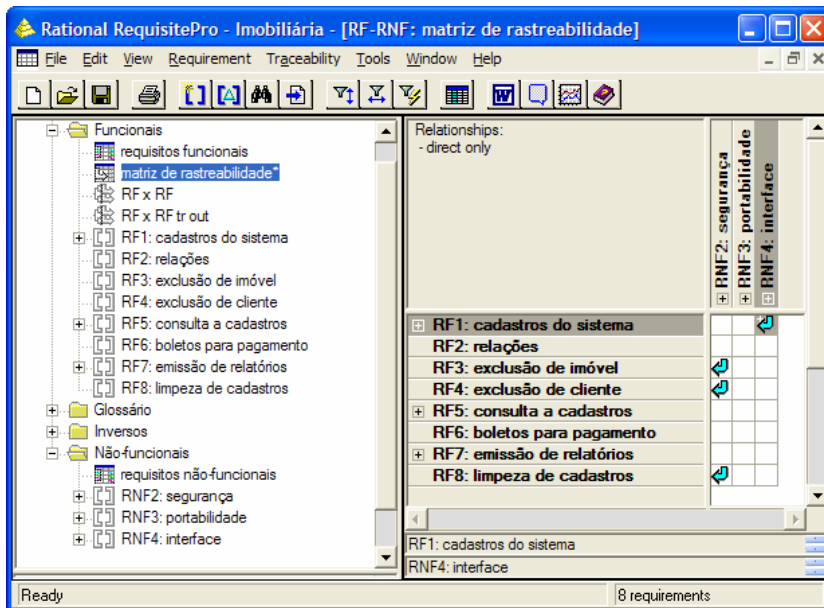 Rational RequisitePro - Imobiliária - [RF-RNF: matriz de rastreabilidade]
File Edit View Requirement Traceability Tools Window Help
Funcionais
requisitos funcionais
matriz de rastreabilidade*
RF x RF
RF x RF tr out
RF1: cadastros do sistema
RF2: relações
RF3: exclusão de imóvel
RF4: exclusão de cliente
RF5: consulta a cadastros
RF6: boletos para pagamento
RF7: emissão de relatórios
RF8: limpeza de cadastros
Glossário
Inversos
Não-funcionais
requisitos não-funcionais
RNF2: segurança
RNF3: portabilidade
RNF4: interface
Relationships:
- direct only
RNF2: segurança
RNF3: portabilidade
RNF4: interface
RF1: cadastros do sistema
RF2: relações
RF3: exclusão de imóvel
RF4: exclusão de cliente
RF5: consulta a cadastros
RF6: boletos para pagamento
RF7: emissão de relatórios
RF8: limpeza de cadastros
RF1: cadastros do sistema
RNF4: interface
Ready
8 requirements